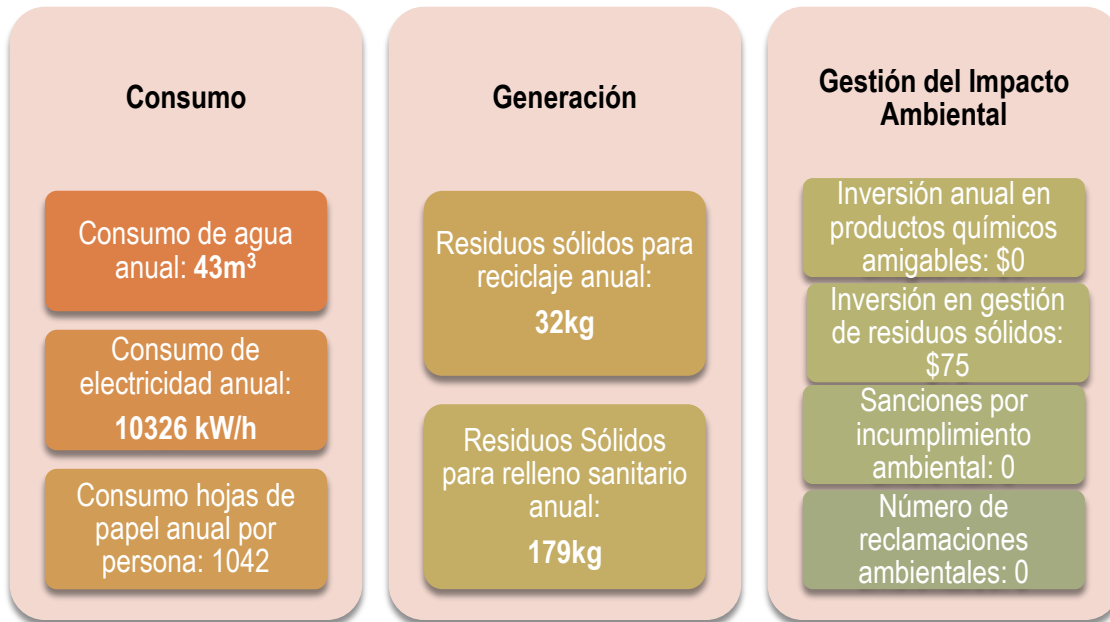 Consumo
Consumo de agua
anual: 43m³
Consumo de
electricidad anual:
10326 kW/h
Consumo hojas de
papel anual por
persona: 1042
Generación
Residuos sólidos para
reciclaje anual:
32kg
Residuos Sólidos
para relleno sanitario
anual:
179kg
Gestión del Impacto
Ambiental
Inversión anual en
productos químicos
amigables: $0
Inversión en gestión
de residuos sólidos:
$75
Sanciones por
incumplimiento
ambiental: 0
Número de
reclamaciones
ambientales: 0